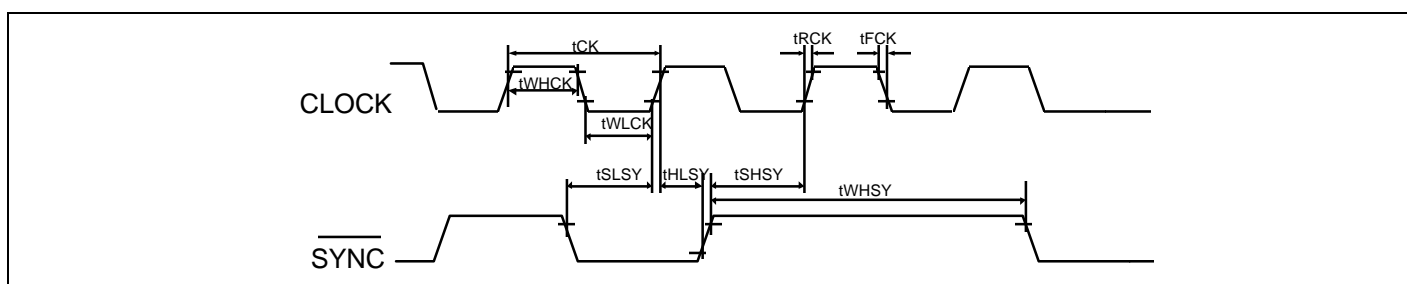 tCK
tRCK
tFCK
tWHCK
CLOCK
tWLCK
tSLSY
tHLSY
tSHSY
tWHSY
SYNC